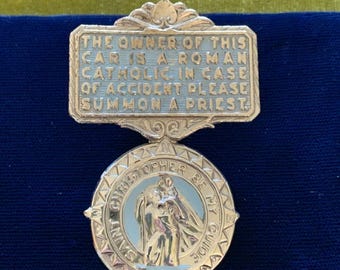 THE OWNER OF THIS
CAR IS A ROMAN
CATHOLIC. IN CASE
OF ACCIDENT PLEASE
SUMMON A PRIEST.
SAINT CHRISTOPHER BE MY GUIDE